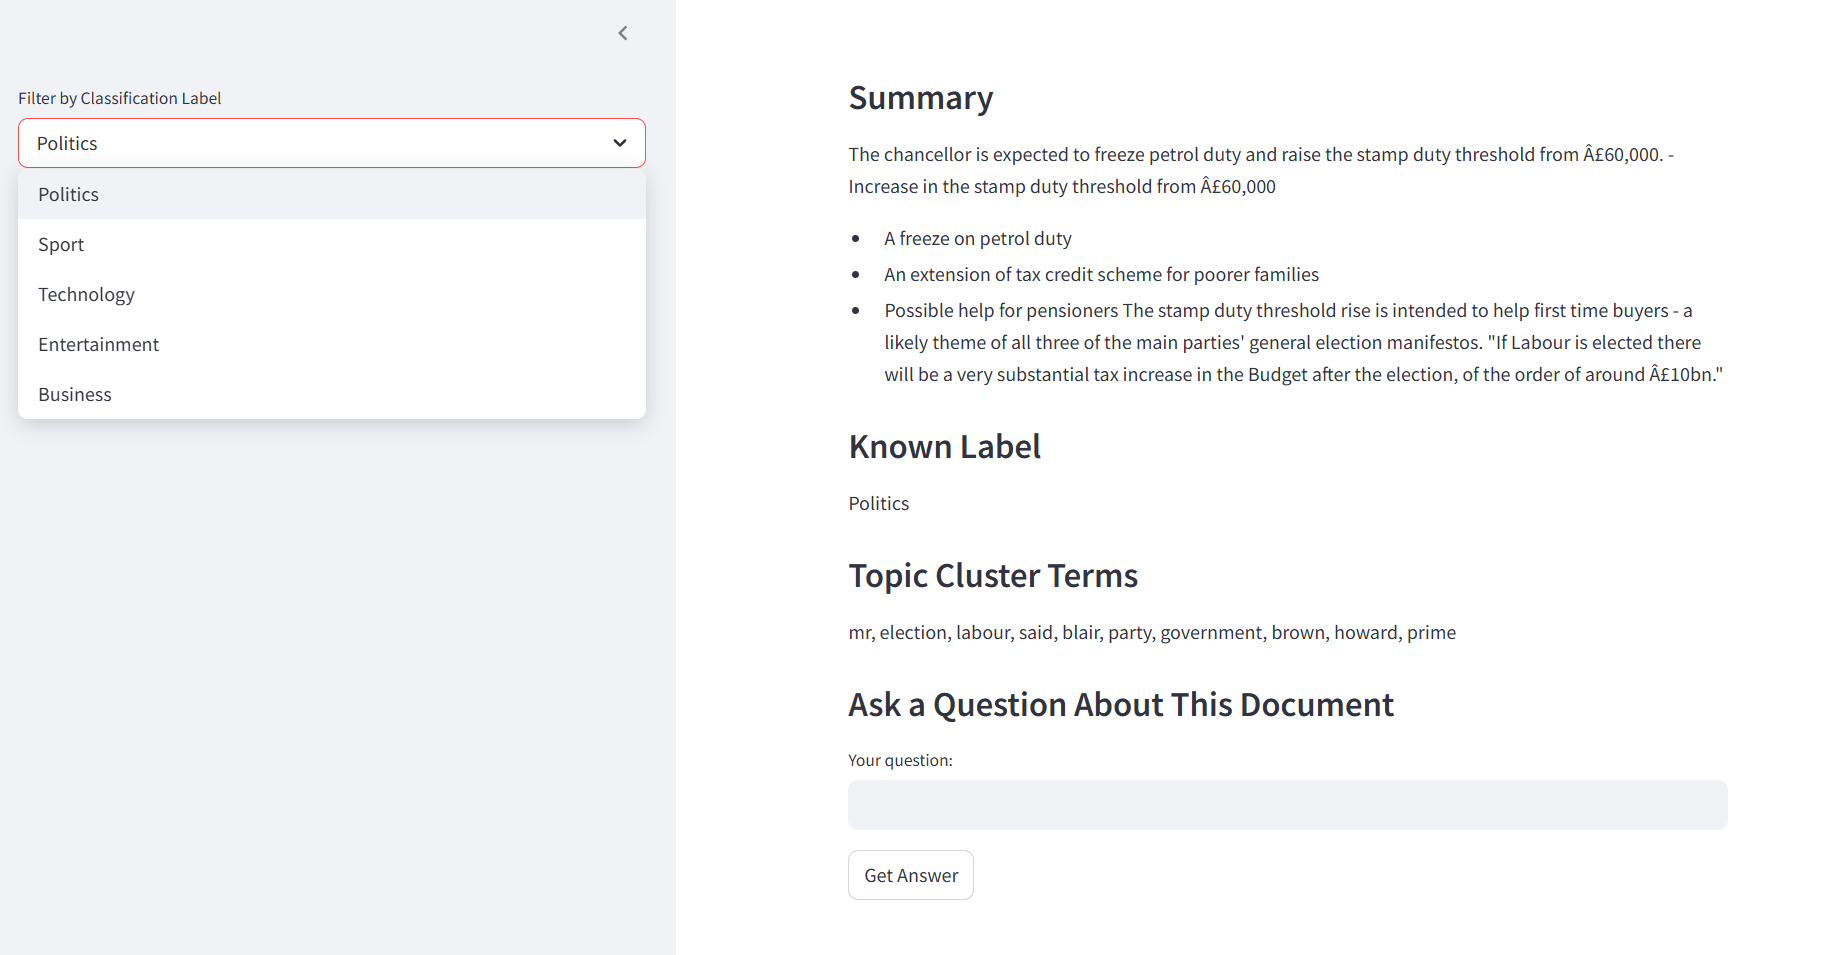 Filter by Classification Label
Politics
Politics
Sport
Technology
Entertainment
Business
Summary
The chancellor is expected to freeze petrol duty and raise the stamp duty threshold from Â£60,000. -
Increase in the stamp duty threshold from Â£60,000
• A freeze on petrol duty
• An extension of tax credit scheme for poorer families
• Possible help for pensioners The stamp duty threshold rise is intended to help first time buyers - a
likely theme of all three of the main parties' general election manifestos. "If Labour is elected there
will be a very substantial tax increase in the Budget after the election, of the order of around Â£10bn."
Known Label
Politics
Topic Cluster Terms
mr, election, labour, said, blair, party, government, brown, howard, prime
Ask a Question About This Document
Your question:
Get Answer